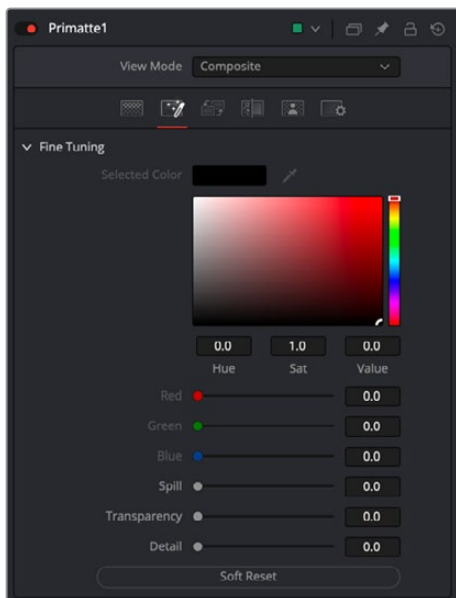 Primatte1
View Mode Composite
Fine Tuning
Selected Color
0.0 1.0 0.0
Hue Sat Value
Red 0.0
Green 0.0
Blue 0.0
Spill 0.0
Transparency 0.0
Detail 0.0
Soft Reset